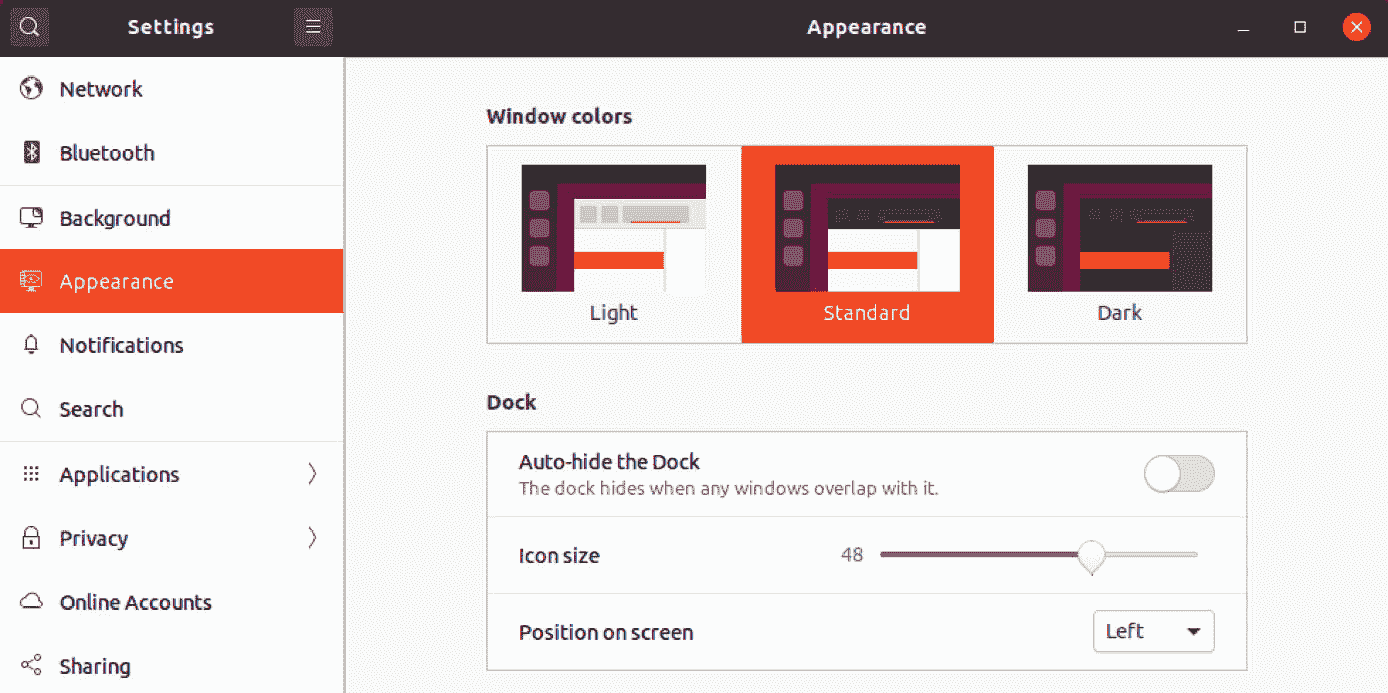 Settings
Appearance
Network
Bluetooth
Background
Appearance
Notifications
Search
Applications
Privacy
Online Accounts
Sharing
Window colors
Light
Standard
Dark
Dock
Auto-hide the Dock
The dock hides when any windows overlap with it.
Icon size
48
Position on screen
Left